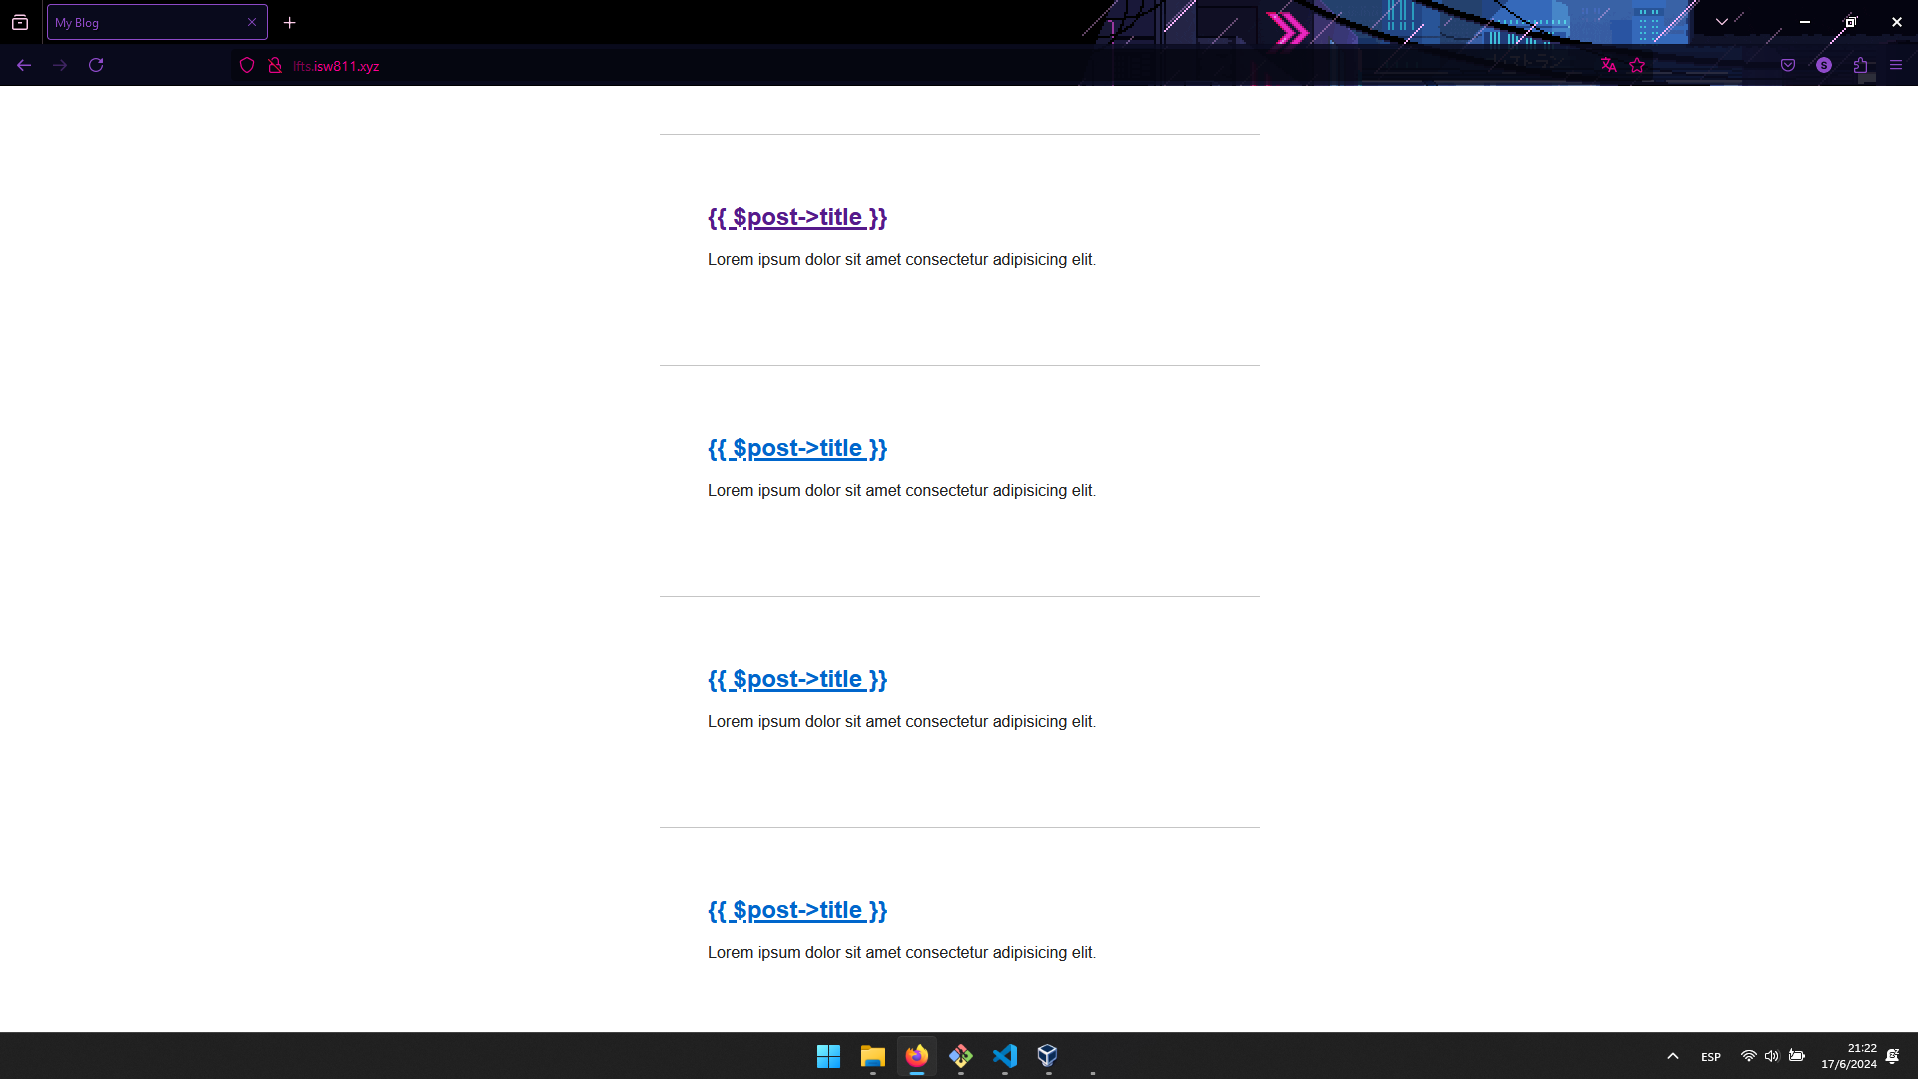 My Blog
lfts.isw811.xyz
{{ $post->title }}
Lorem ipsum dolor sit amet consectetur adipisicing elit.
{{ $post->title }}
Lorem ipsum dolor sit amet consectetur adipisicing elit.
{{ $post->title }}
Lorem ipsum dolor sit amet consectetur adipisicing elit.
{{ $post->title }}
Lorem ipsum dolor sit amet consectetur adipisicing elit.
ESP
21:22
17/6/2024